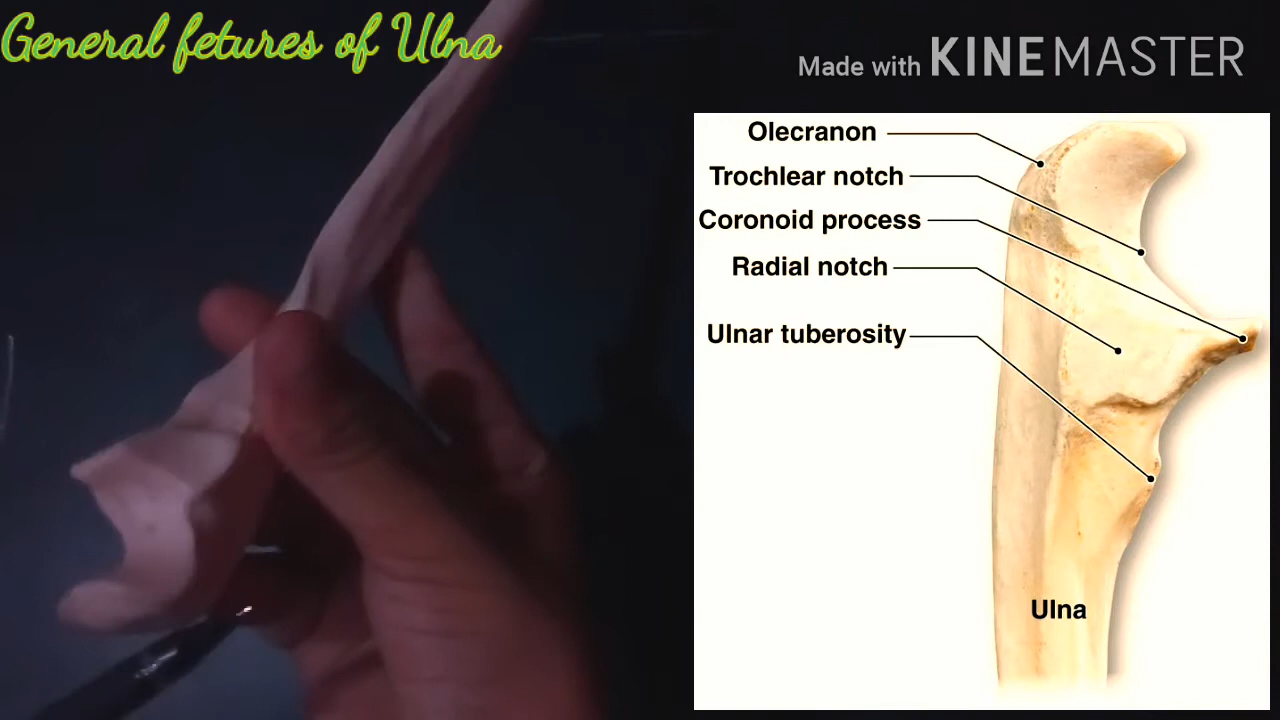 General fetures of Ulna
Made with KINEMASTER
Olecranon
Trochlear notch
Coronoid process
Radial notch
Ulnar tuberosity
Ulna